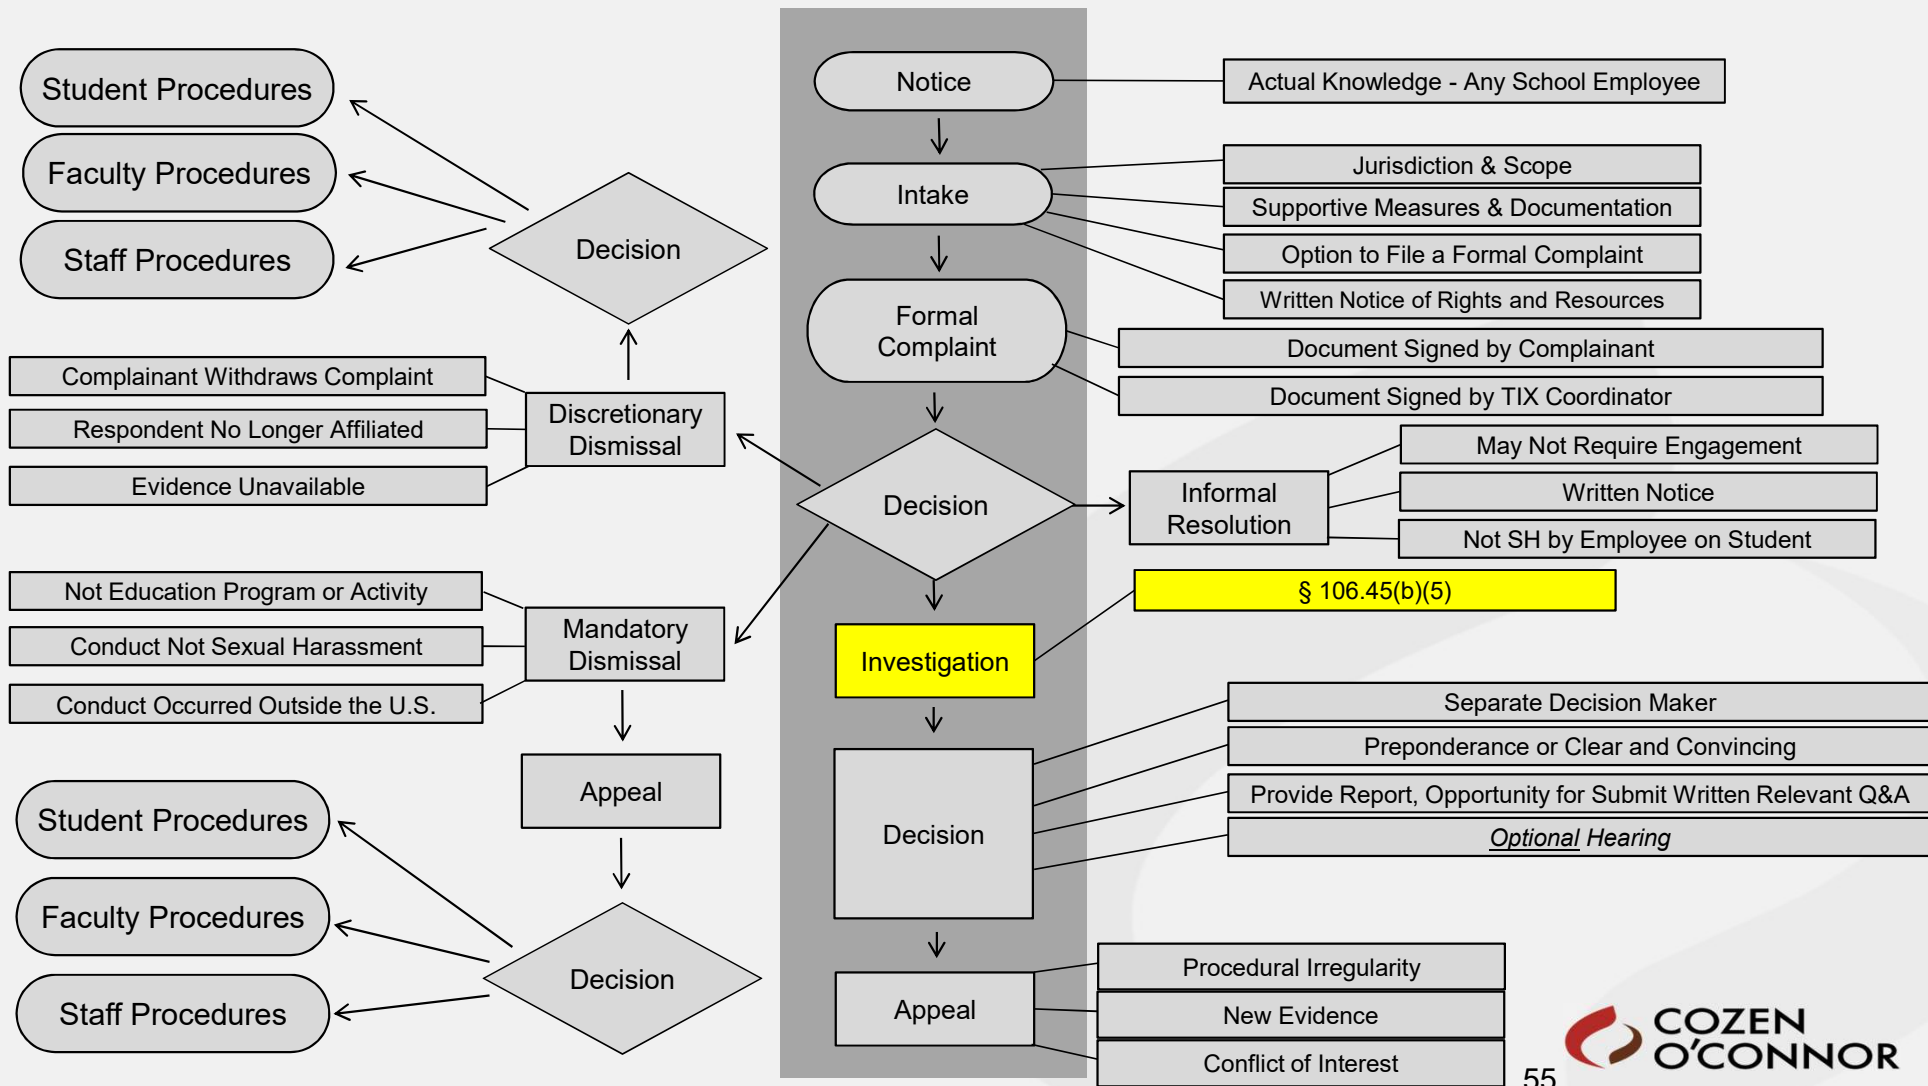 Student Procedures
Faculty Procedures
Staff Procedures
Decision
Complainant Withdraws Complaint
Respondent No Longer Affiliated
Evidence Unavailable
Discretionary
Dismissal
Not Education Program or Activity
Conduct Not Sexual Harassment
Conduct Occurred Outside the U.S.
Mandatory
Dismissal
Appeal
Student Procedures
Faculty Procedures
Staff Procedures
Decision
Notice
Actual Knowledge - Any School Employee
Intake
Jurisdiction & Scope
Supportive Measures & Documentation
Option to File a Formal Complaint
Written Notice of Rights and Resources
Formal
Complaint
Document Signed by Complainant
Document Signed by TIX Coordinator
Decision
Informal
Resolution
May Not Require Engagement
Written Notice
Not SH by Employee on Student
§ 106.45(b)(5)
Investigation
Decision
Separate Decision Maker
Preponderance or Clear and Convincing
Provide Report, Opportunity for Submit Written Relevant Q&A
Optional Hearing
Appeal
Procedural Irregularity
New Evidence
Conflict of Interest
COZEN
O'CONNOR
55